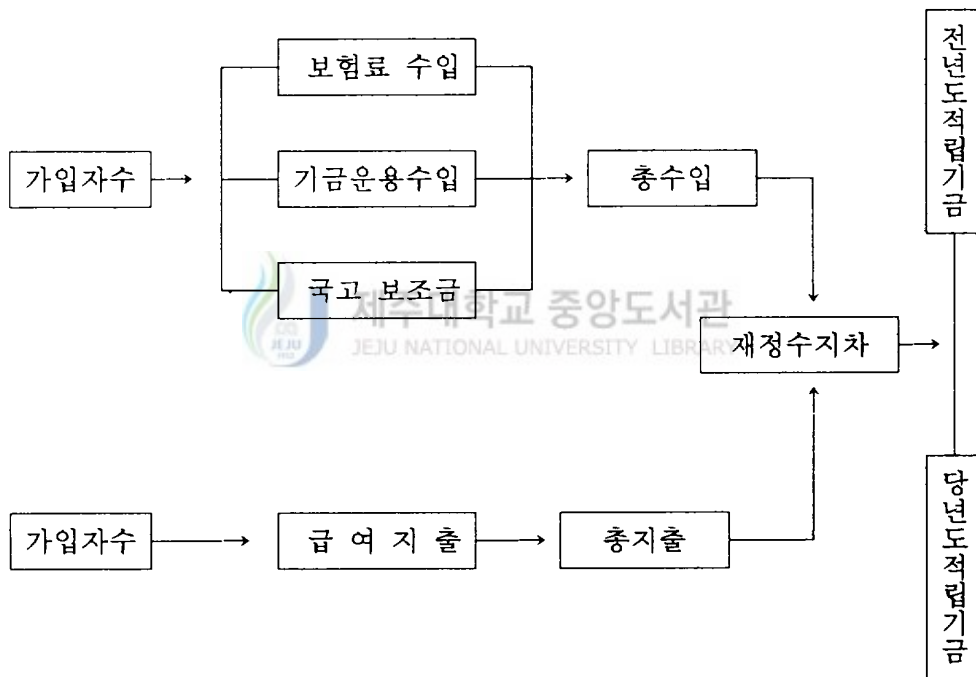 보험료 수입
가입자수
기금운용수입
총수입
국고 보조금
전년도적립기금
제주대학교 중앙도서관
JEJU NATIONAL UNIVERSITY LIBRARY
JEJU
1952
재정수지차
가입자수
급 여 지 출
총지출
당년도적립기금